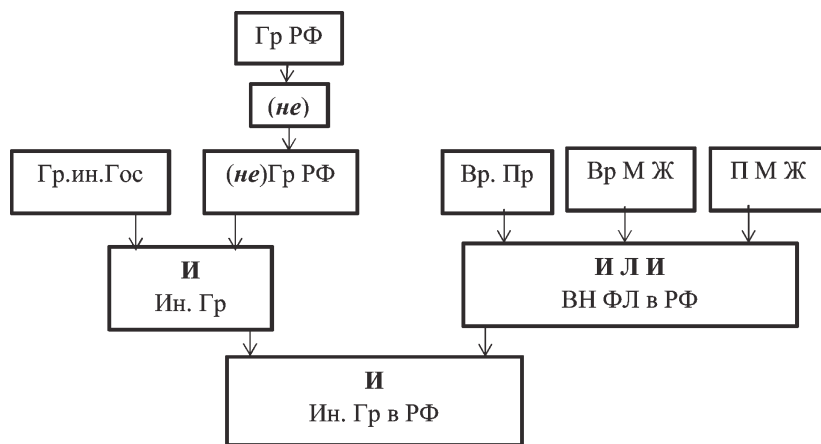 Гр РФ
(не)
Гр.ин.Гос
(не)Гр РФ
Вр. Пр
Вр М Ж
П М Ж
И
Ин. Гр
И Л И
ВН ФЛ в РФ
И
Ин. Гр в РФ